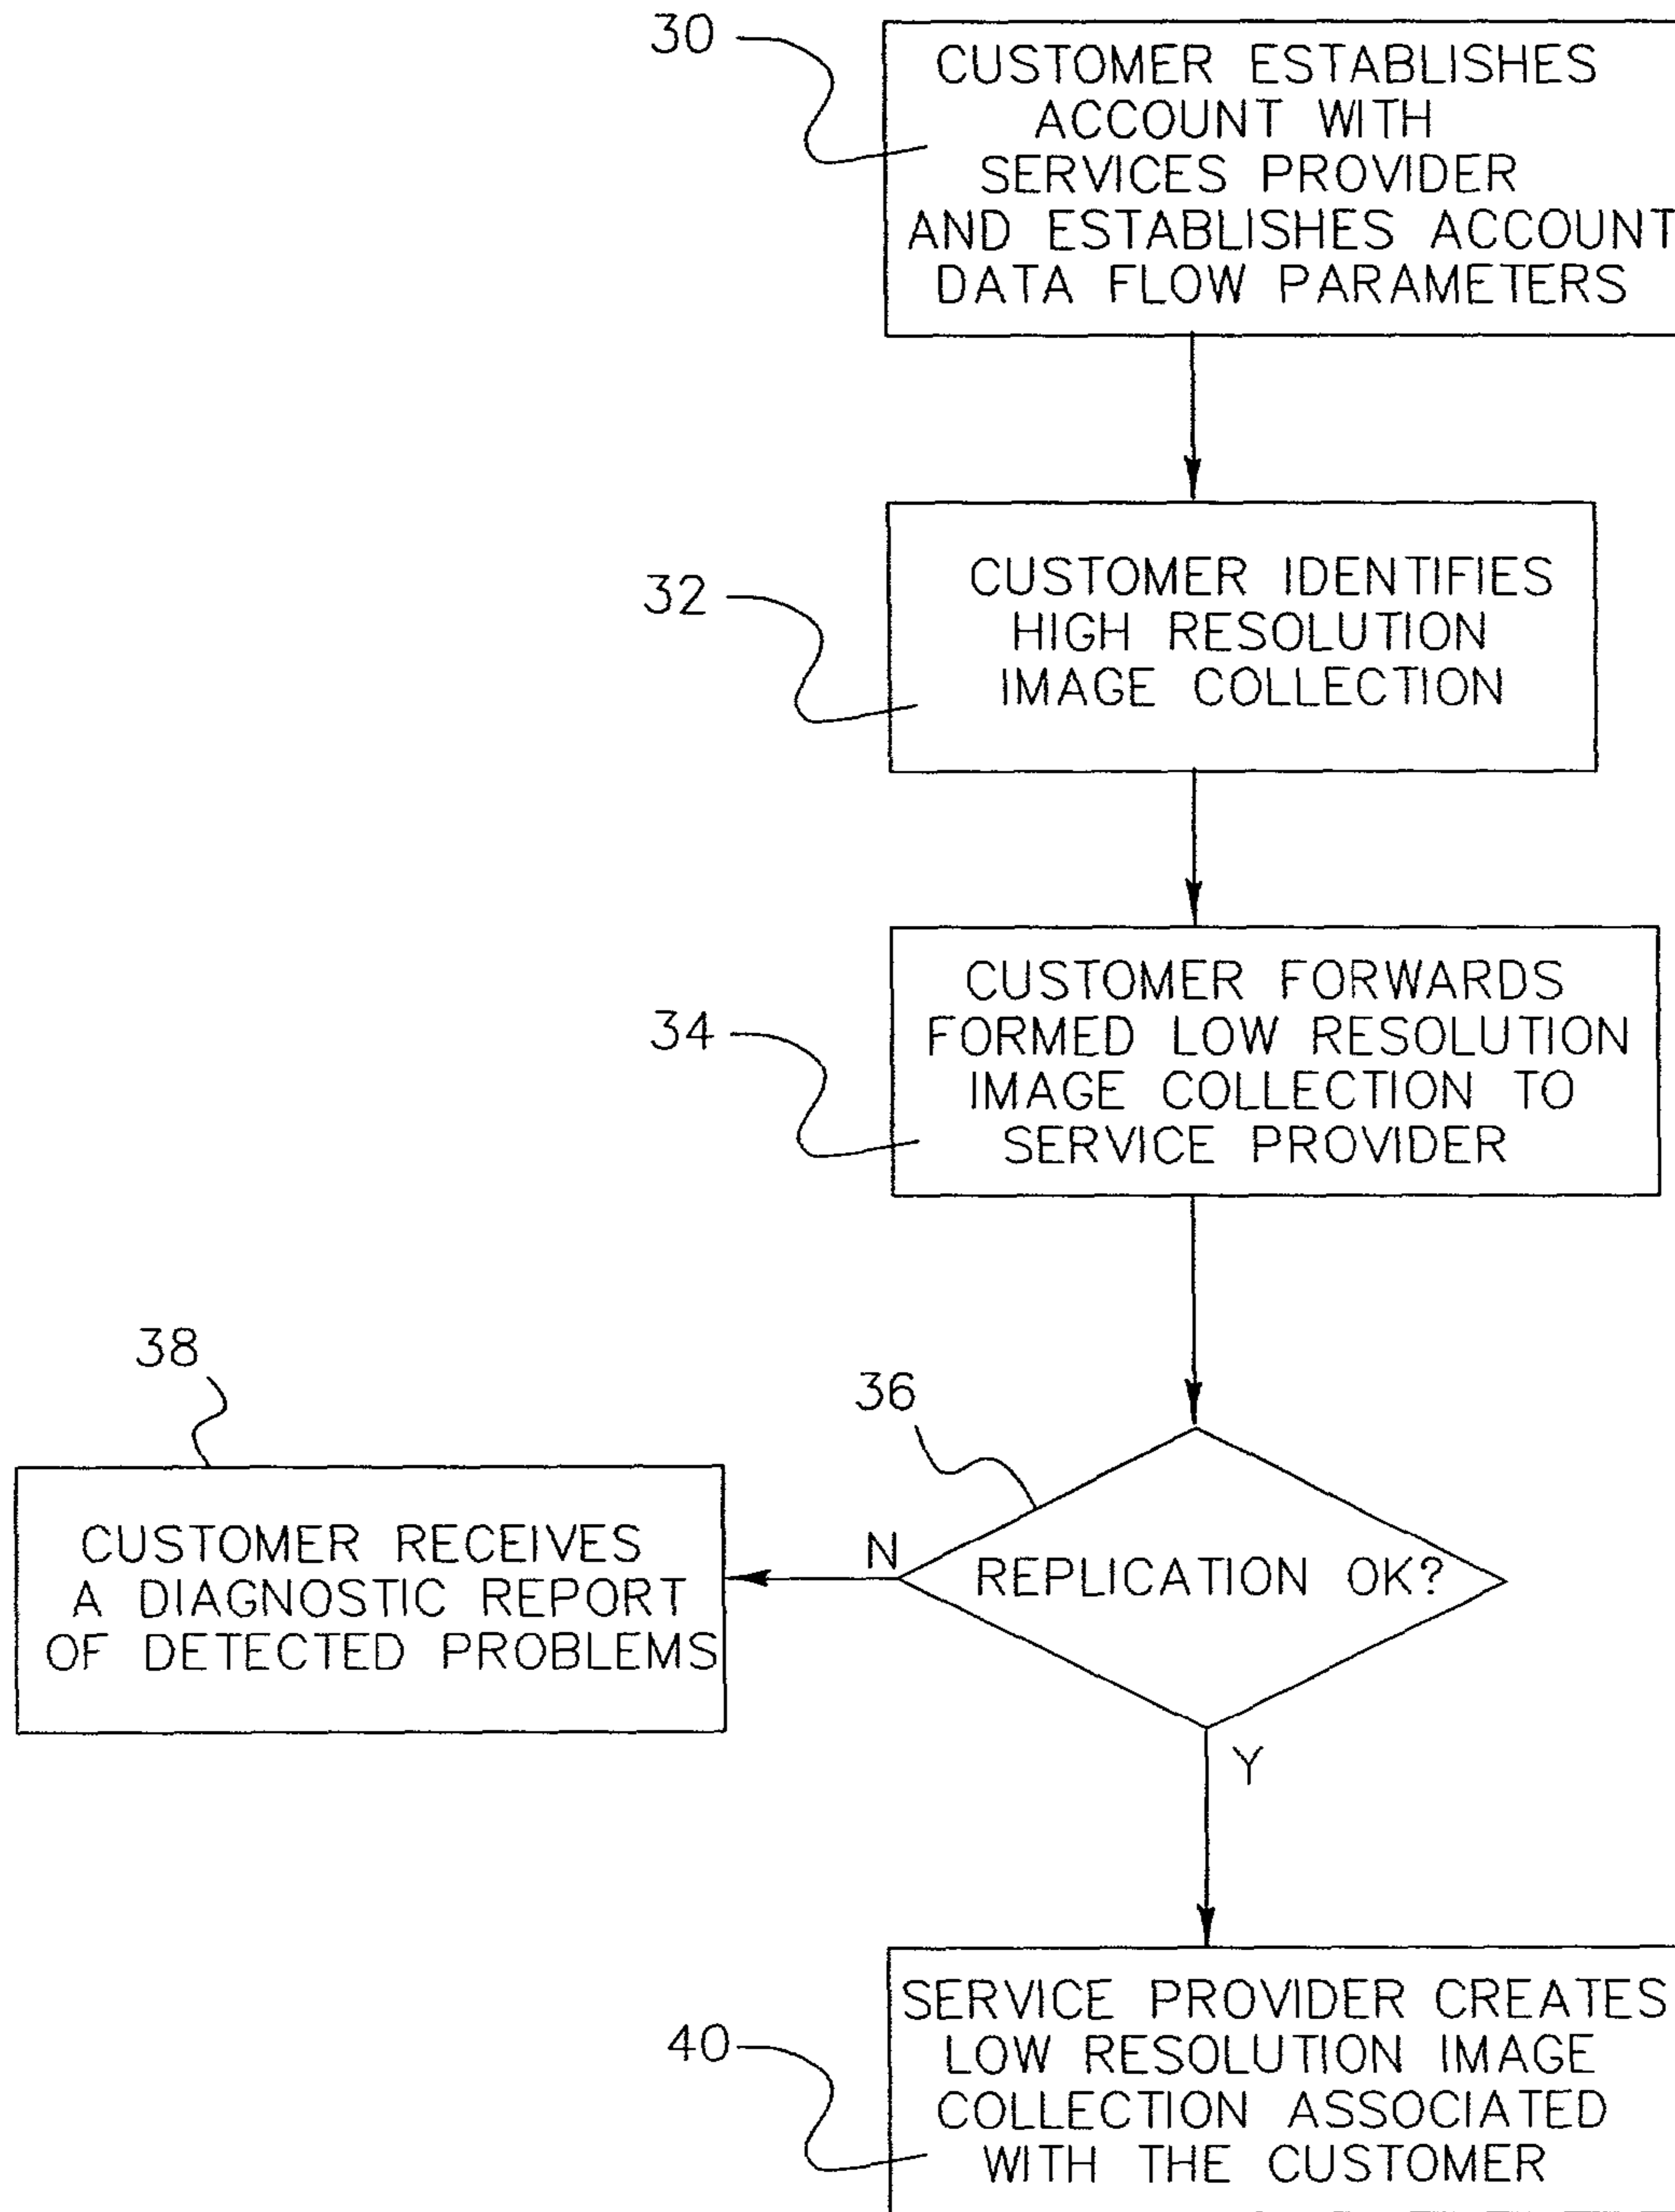 30
CUSTOMER ESTABLISHES
ACCOUNT WITH
SERVICES PROVIDER
AND ESTABLISHES ACCOUNT
DATA FLOW PARAMETERS
32
CUSTOMER IDENTIFIES
HIGH RESOLUTION
IMAGE COLLECTION
34
CUSTOMER FORWARDS
FORMED LOW RESOLUTION
IMAGE COLLECTION TO
SERVICE PROVIDER
38
36
CUSTOMER RECEIVES
A DIAGNOSTIC REPORT
OF DETECTED PROBLEMS
N
REPLICATION OK?
Y
40
SERVICE PROVIDER CREATES
LOW RESOLUTION IMAGE
COLLECTION ASSOCIATED
WITH THE CUSTOMER